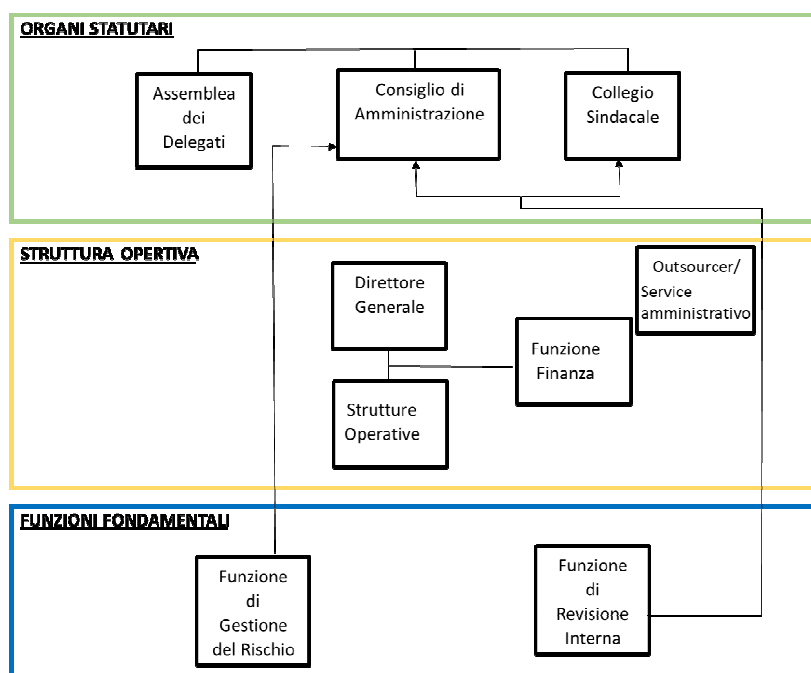 ORGANI STATUTARI
Assemblea
dei
Delegati
Consiglio di
Amministrazione
Collegio
Sindacale
STRUTTURA OPERTIVA
Direttore
Generale
Outsourcer/
Service
amministrativo
Funzione
Finanza
Strutture
Operative
FUNZIONI FONDAMENTALI
Funzione
di
Gestione
del Rischio
Funzione
di
Revisione
Interna